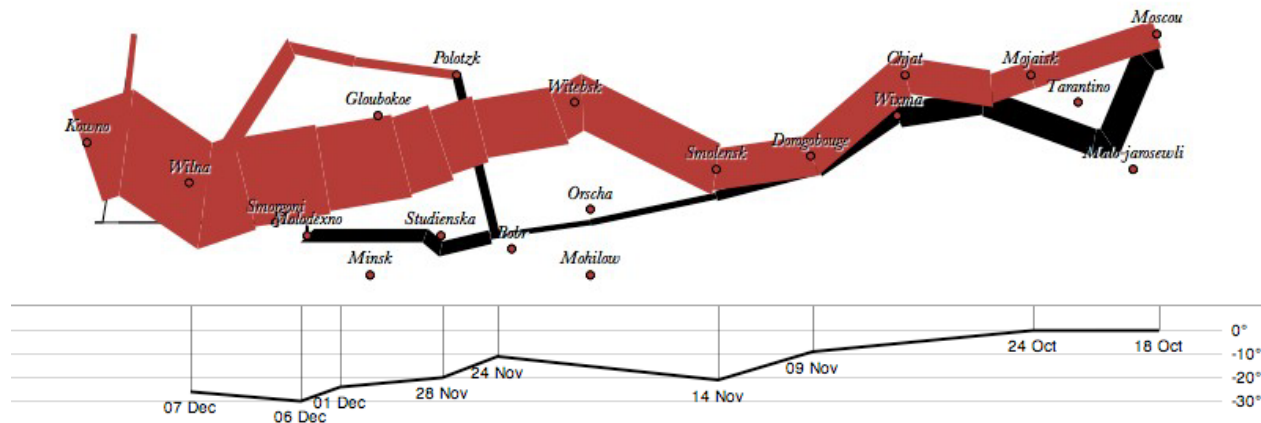 Moscou
Polotzk
Chjat
Mojaisk
Witebsk
Gloubokoe
Wixma
Tarantino
Kowno
Dorogobouge
Smolensk
Malo-jarosewli
Wilna
Orscha
Smorgoni
Molodexno
Studienska
Bobr
Minsk
Mohilow
0°
24 Oct
18 Oct
-10°
09 Nov
24 Nov
-20°
28 Nov
14 Nov
-30°
01 Dec
07 Dec
06 Dec